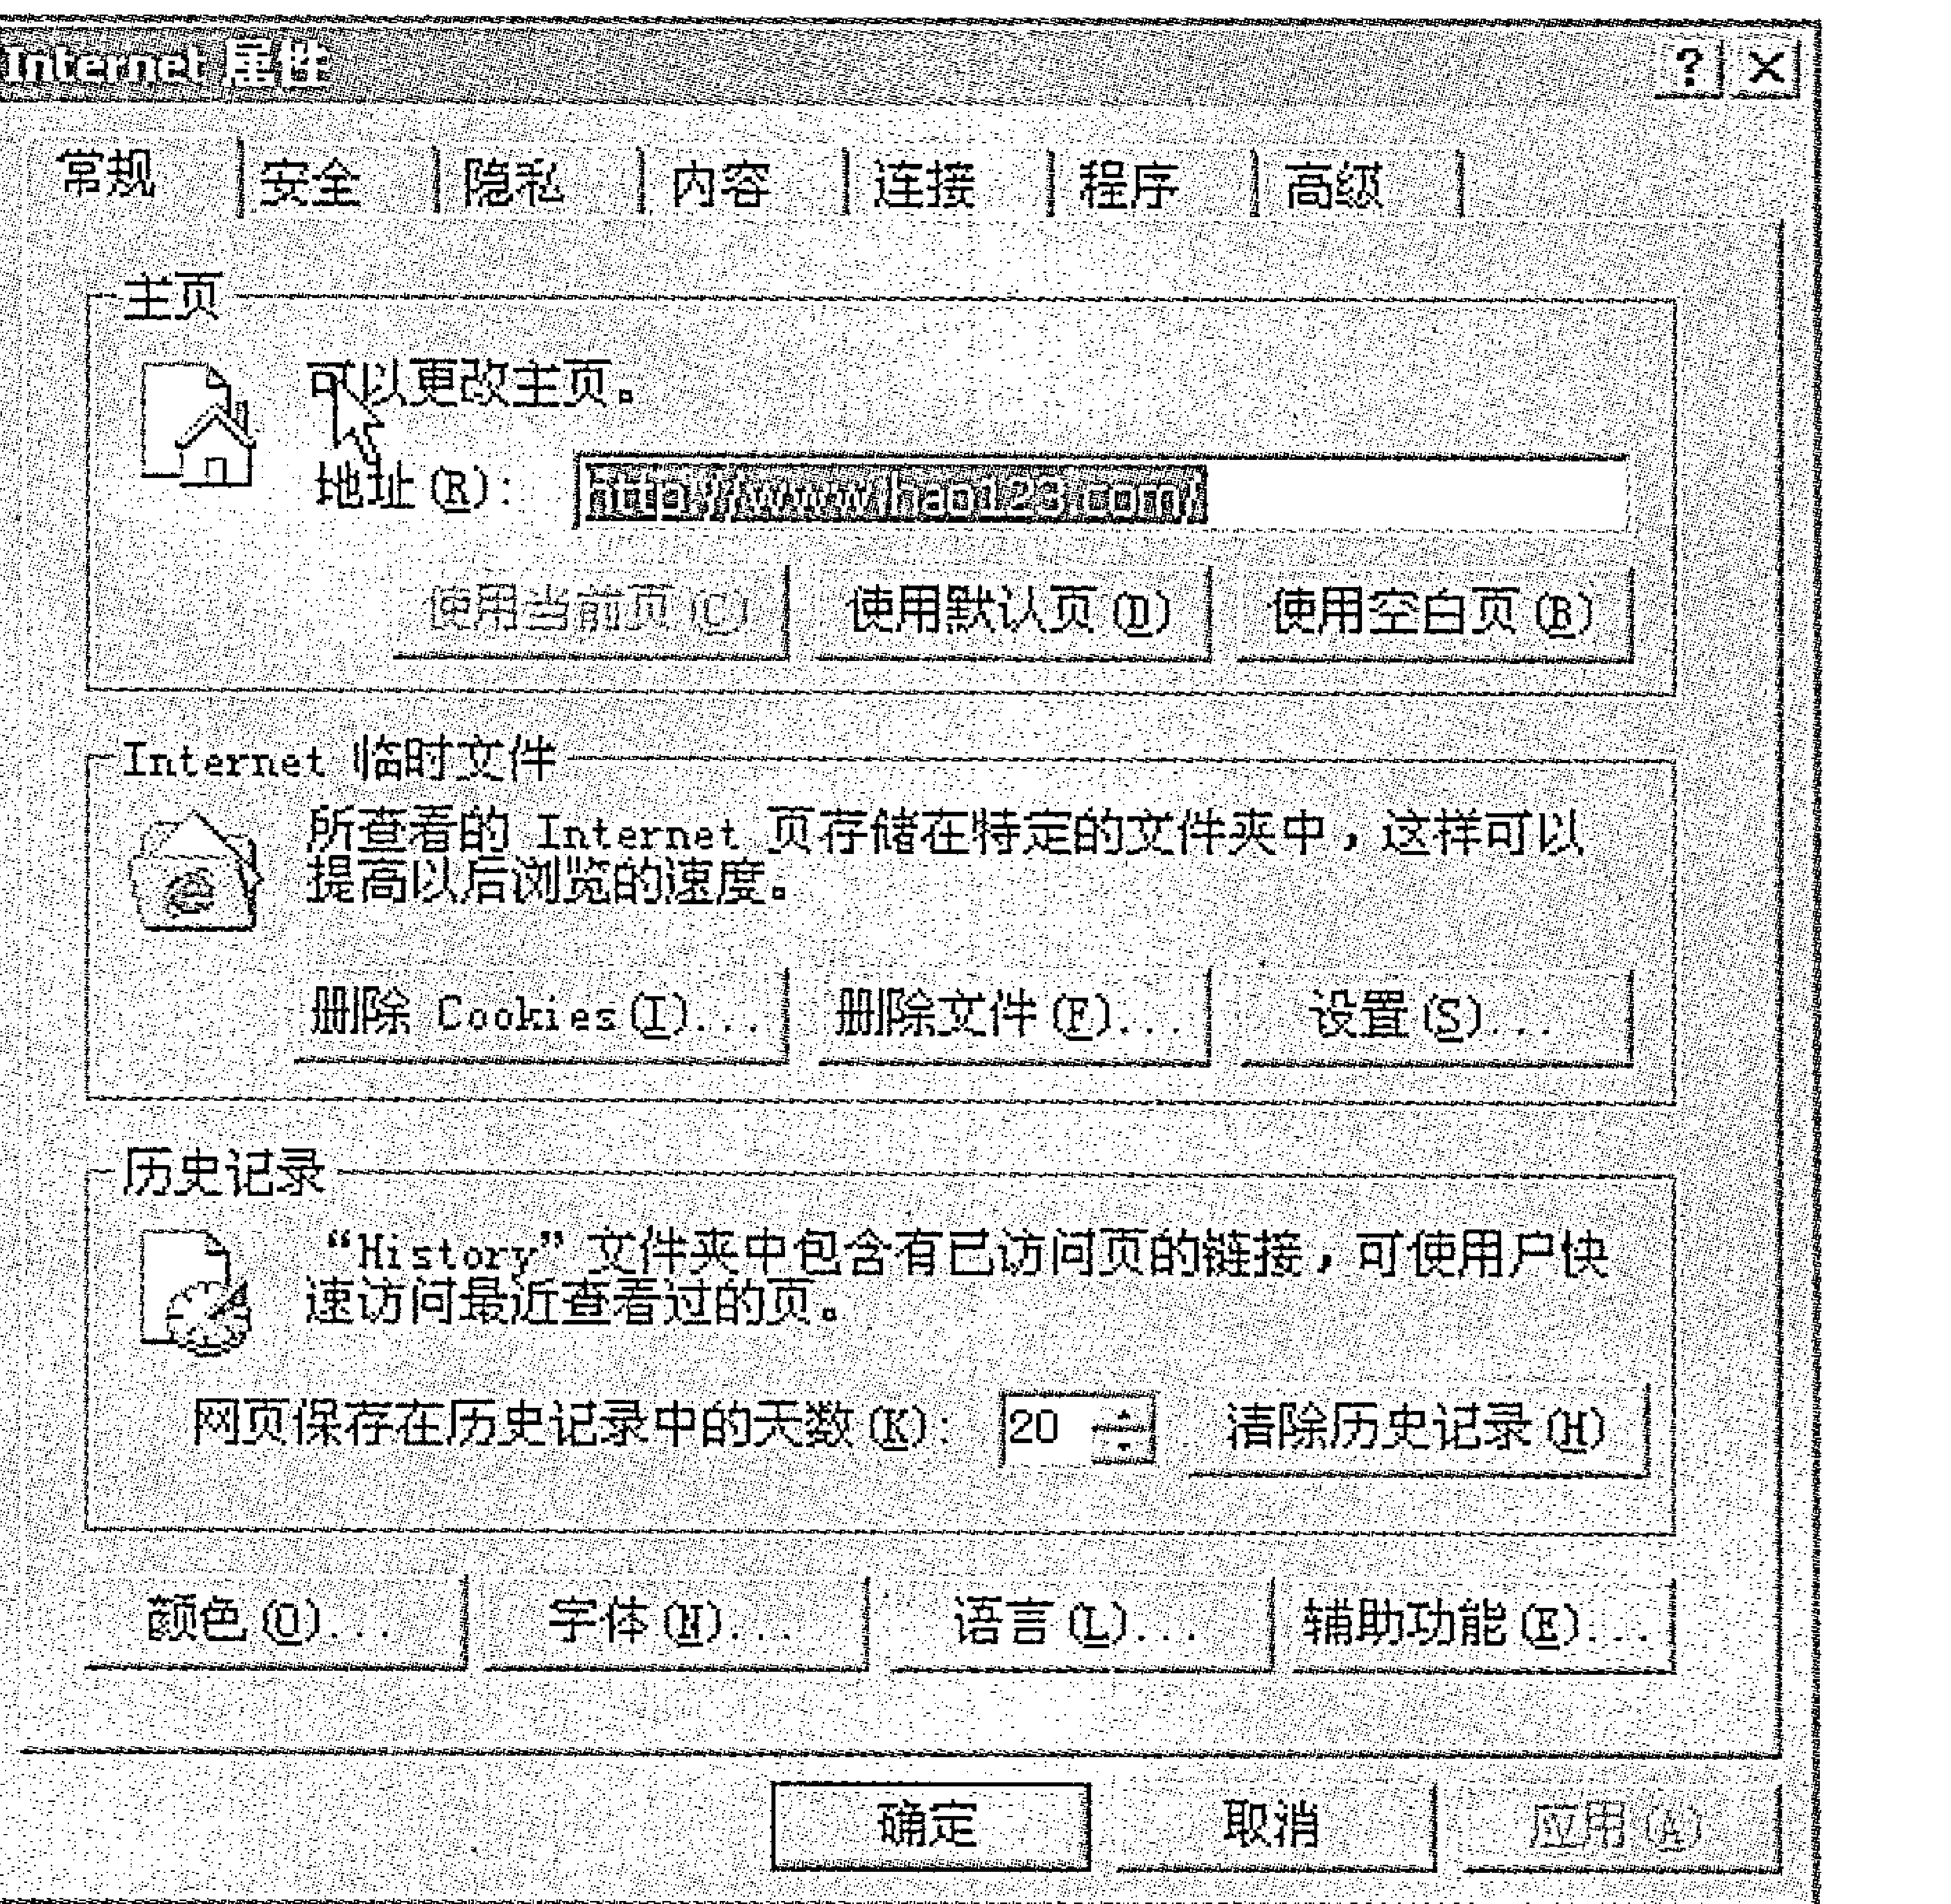 Internet 属性
常规 安全 隐私 内容 连接 程序 高级
主页
可以更改主页。
地址(R): http://www.hao123.com/
使用当前页(C) 使用默认页(D) 使用空白页(B)
Internet 临时文件
所查看的 Internet 页存储在特定的文件夹中，这样可以
提高以后浏览的速度。
删除 Cookies(I)... 删除文件(F)... 设置(S)...
历史记录
“History”文件夹中包含有已访问页的链接，可使用户快
速访问最近查看过的页。
网页保存在历史记录中的天数(K): 20 清除历史记录(H)
颜色(O)... 字体(N)... 语言(L)... 辅助功能(E)...
确定 取消 应用(A)